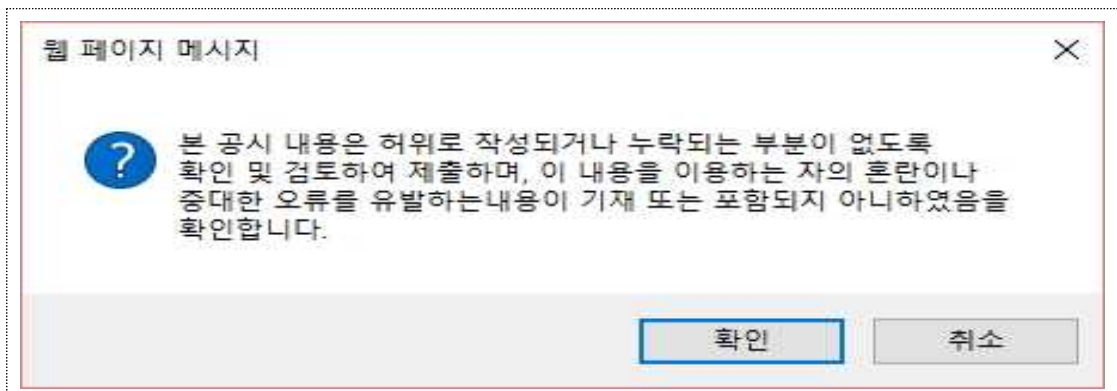 웹 페이지 메시지
본 공시 내용은 허위로 작성되거나 누락되는 부분이 없도록
확인 및 검토하여 제출하며, 이 내용을 이용하는 자의 혼란이나
중대한 오류를 유발하는내용이 기재 또는 포함되지 아니하였음을
확인합니다.
확인
취소